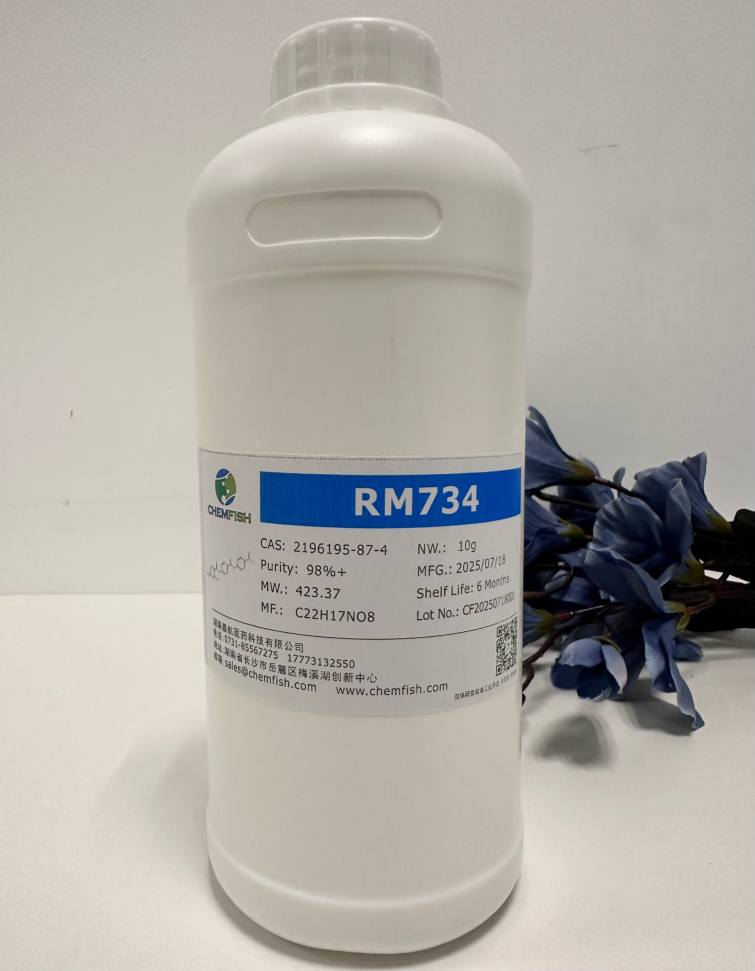 CHEMFISH
RM734
CAS: 2196195-87-4
Purity: 98%+
MW.: 423.37
MF.: C22H17NO8
NW.: 10g
MFG.: 2025/07/18
Shelf Life: 6 Months
Lot No.: CF20250718001
湖南晨航医药科技有限公司
电话:0731-85567275 17773132550
地址:湖南省长沙市岳麓区梅溪湖创新中心
邮箱:sales@chemfish.com www.chemfish.com